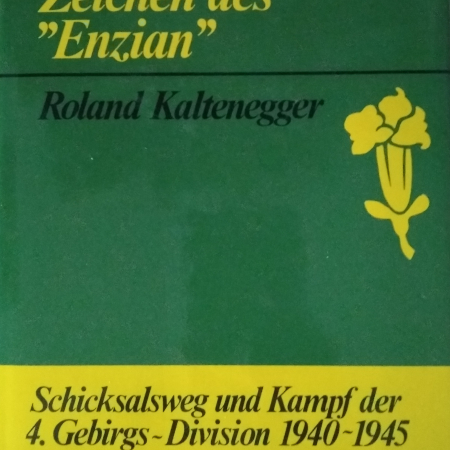 Zeichen des
"Enzian"
Roland Kaltenegger
Schicksalsweg und Kampf der
4. Gebirgs~Division 1940~1945